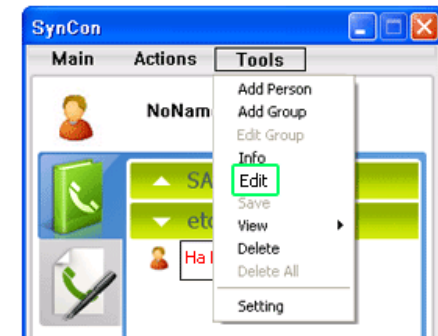 SynCon
Main Actions Tools
Add Person
Add Group
Edit Group
Info
Edit
Save
View
Delete
Delete All
Setting
NoNam
SA
etc
Ha